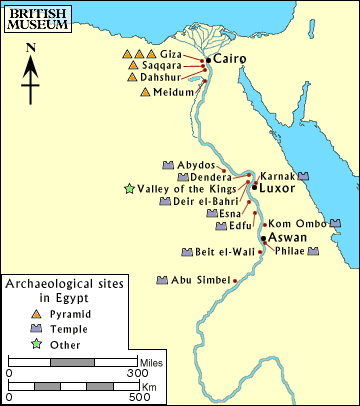 BRITISH
MUSEUM
N
Giza
Cairo
Saqqara
Dahshur
Meidum
Abydos
Dendera
Karnak
Valley of the Kings
Luxor
Deir el-Bahri
Esna
Edfu
Kom Ombo
Aswan
Beit el-Wali
Philae
Abu Simbel
Archaeological sites
in Egypt
Pyramid
Temple
Other
0 300 Miles
0 500 Km